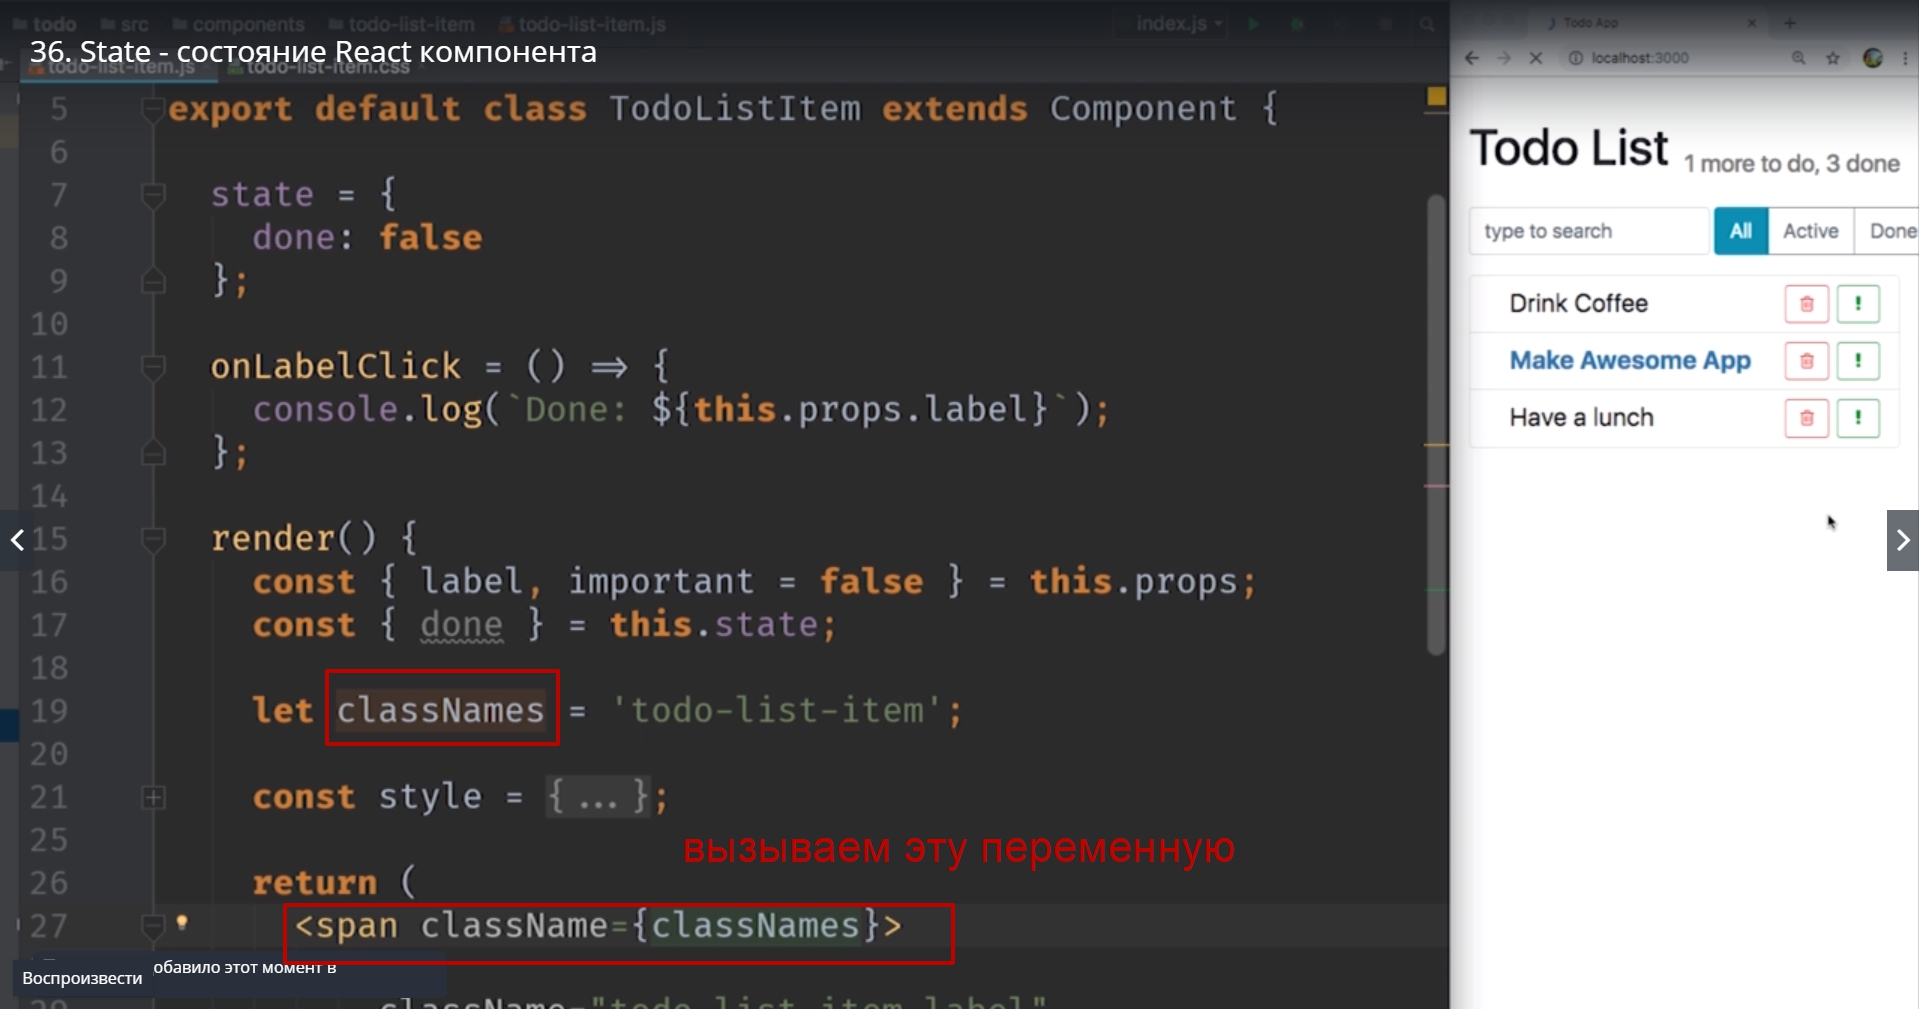 todo src components todo-list-item todo-list-item.js index.js
36. State - состояние React компонента
todo-list-item.js todo-list-item.css
5 export default class TodoListItem extends Component {
6
7 state = {
8 done: false
9 };
10
11 onLabelClick = () => {
12 console.log(`Done: ${this.props.label}`);
13 };
14
15 render() {
16 const { label, important = false } = this.props;
17 const { done } = this.state;
18
19 let classNames = 'todo-list-item';
20
21 const style = {...};
25
вызываем эту переменную
26 return (
27 <span className={classNames}>
Воспроизвести
обавило этот момент в
29 className="todo-list-item-label"
Todo App
localhost:3000
Todo List 1 more to do, 3 done
type to search All Active Done
Drink Coffee !
Make Awesome App !
Have a lunch !